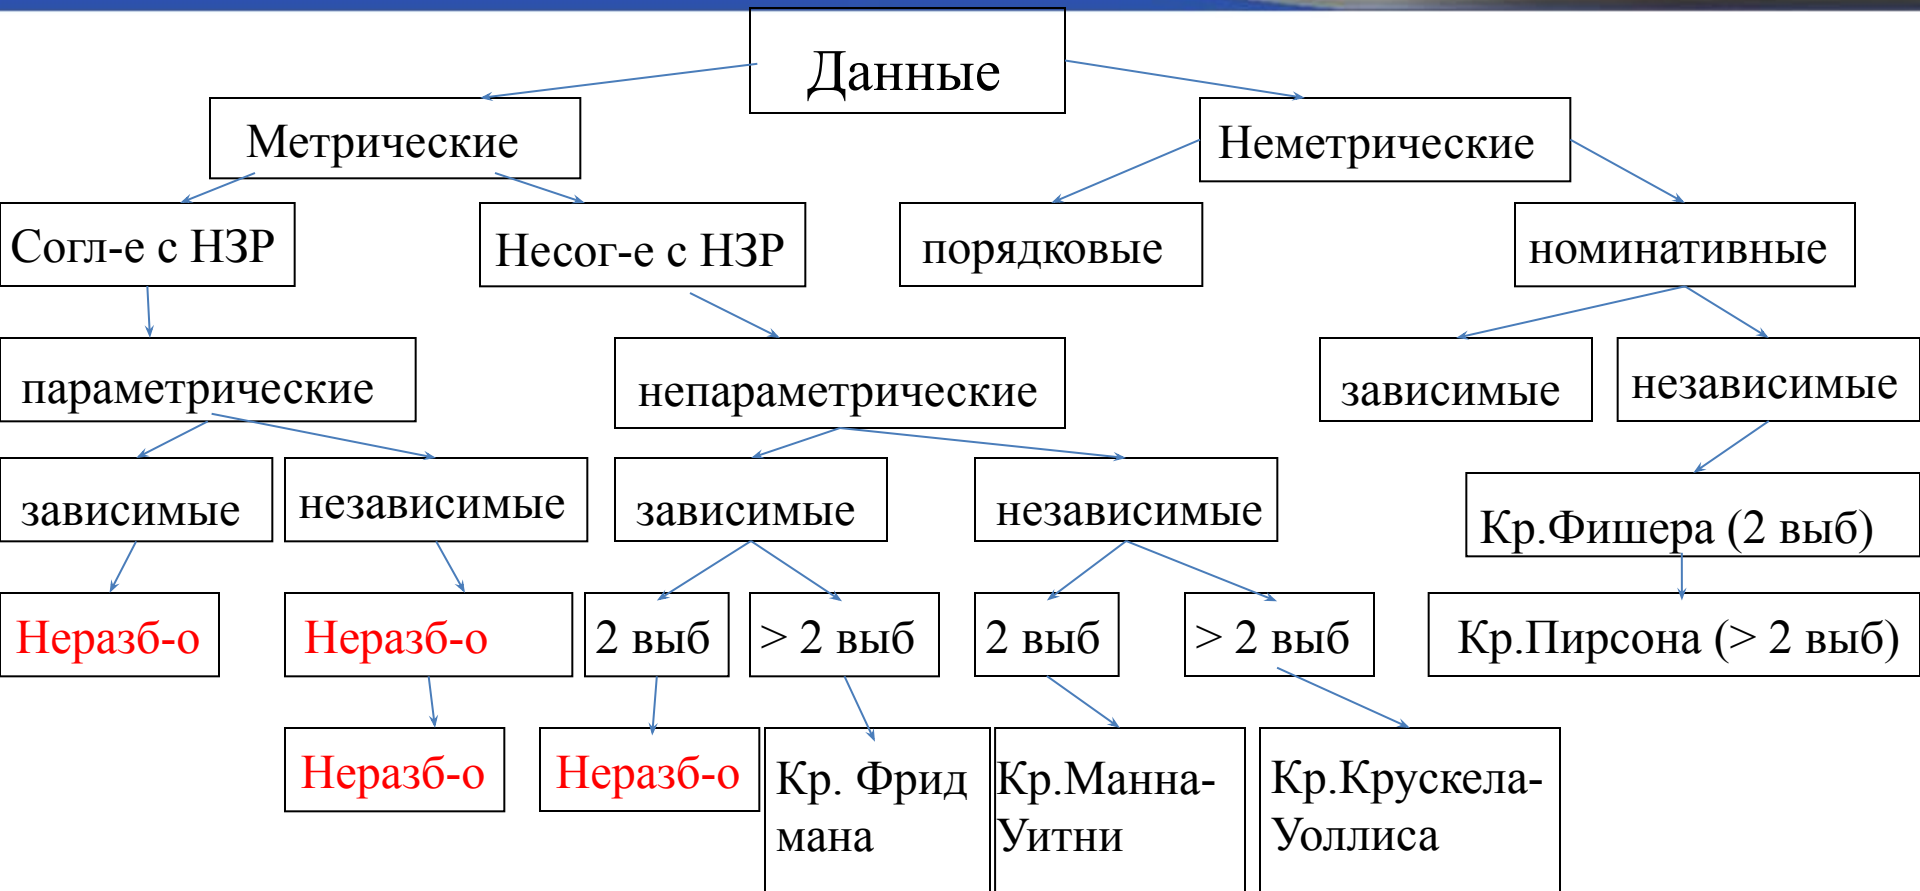 Данные
Метрические
Неметрические
Согл-е с НЗР
Несог-е с НЗР
порядковые
номинативные
параметрические
непараметрические
зависимые
независимые
зависимые
независимые
зависимые
независимые
Кр.Фишера (2 выб)
Неразб-о
Неразб-о
2 выб
> 2 выб
2 выб
> 2 выб
Кр.Пирсона (> 2 выб)
Неразб-о
Неразб-о
Кр. Фрид
мана
Кр.Манна-
Уитни
Кр.Крускела-
Уоллиса